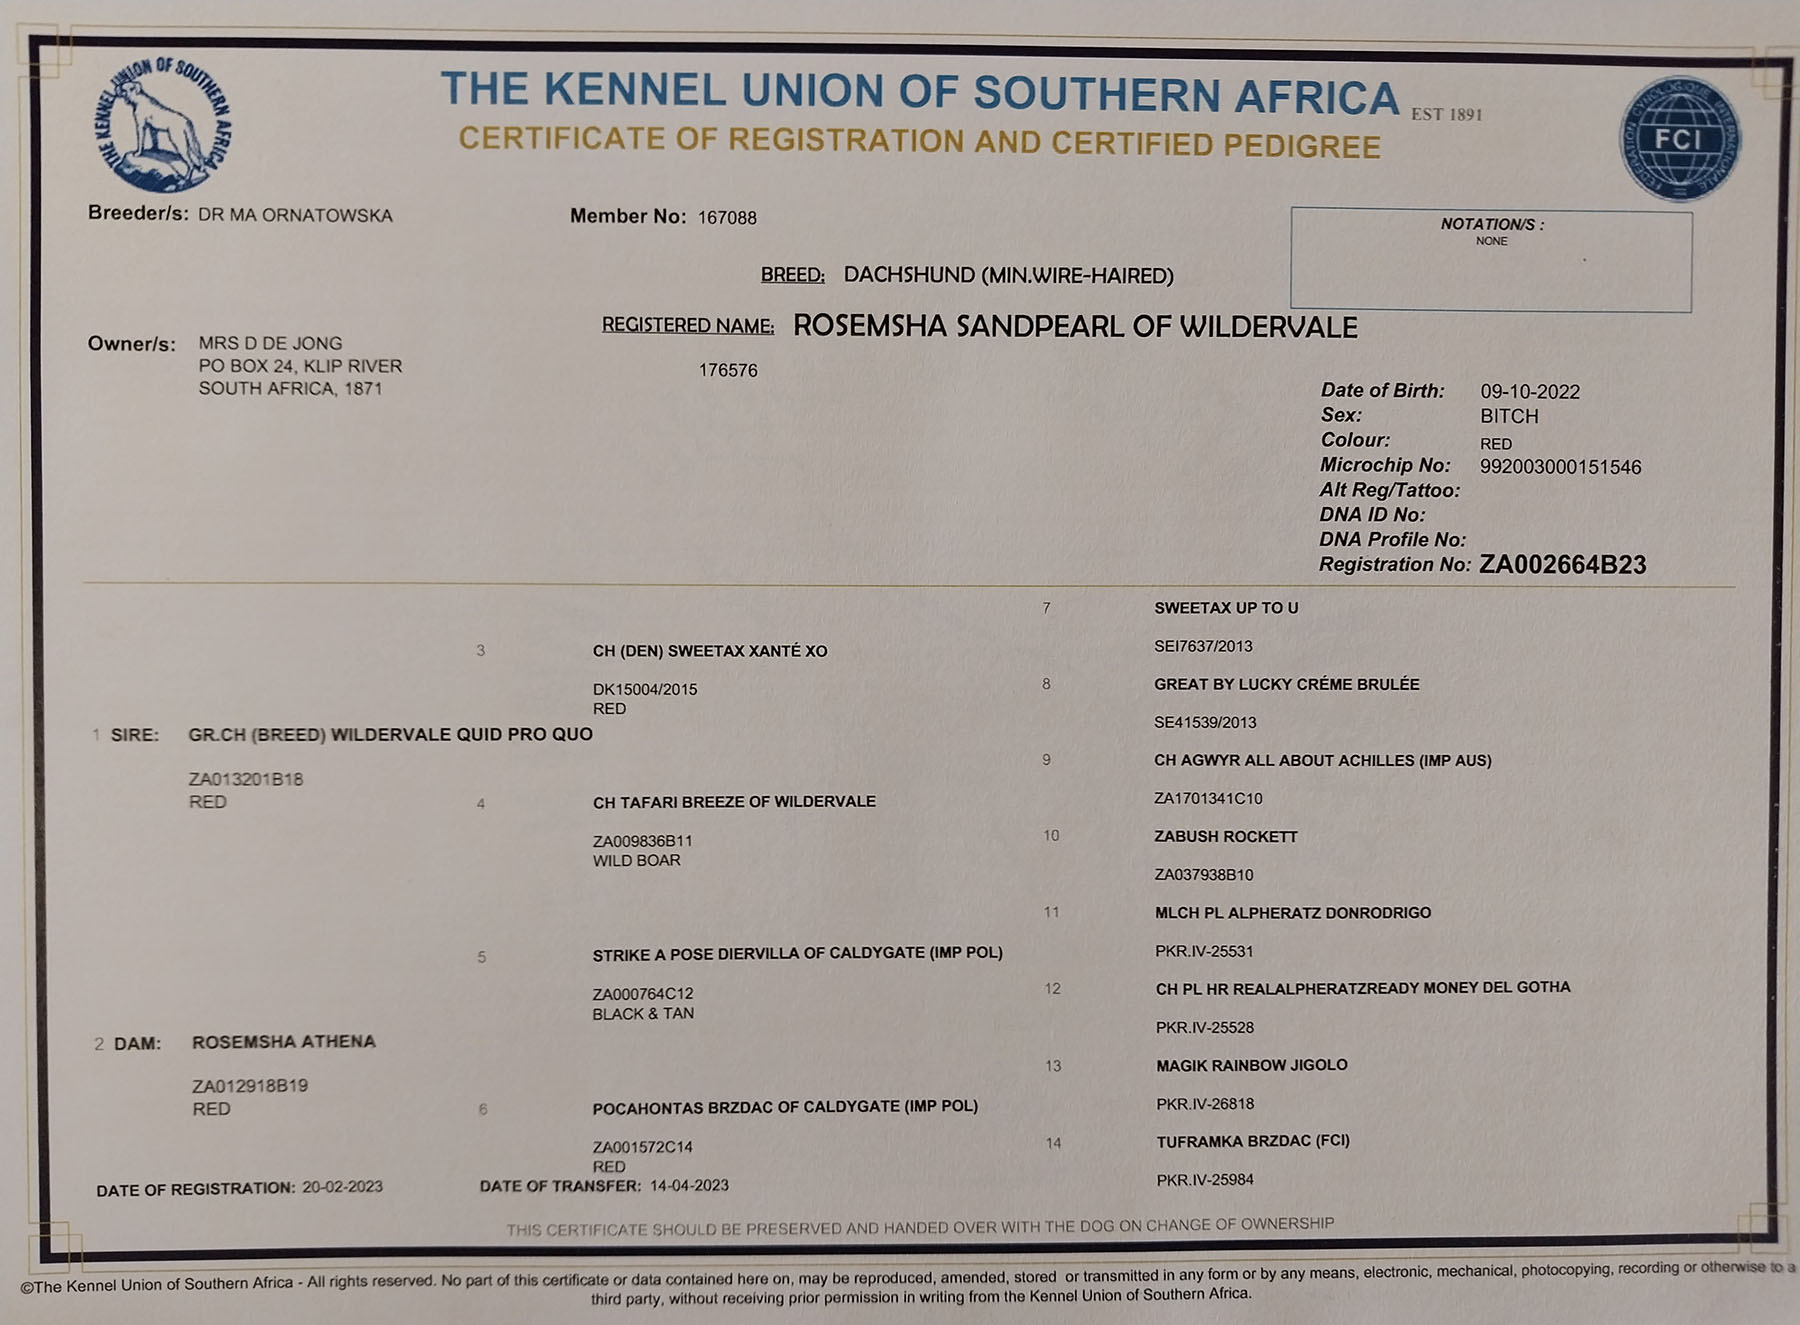 THE KENNEL UNION OF SOUTHERN AFRICA
THE KENNEL UNION OF SOUTHERN AFRICA EST 1891
CERTIFICATE OF REGISTRATION AND CERTIFIED PEDIGREE
FEDERATION CYNOLOGIQUE INTERNATIONALE
FCI
Breeder/s: DR MA ORNATOWSKA
Member No: 167088
NOTATION/S :
NONE
BREED: DACHSHUND (MIN.WIRE-HAIRED)
REGISTERED NAME: ROSEMSHA SANDPEARL OF WILDERVALE
Owner/s: MRS D DE JONG
PO BOX 24, KLIP RIVER
SOUTH AFRICA, 1871
176576
Date of Birth: 09-10-2022
Sex: BITCH
Colour: RED
Microchip No: 992003000151546
Alt Reg/Tattoo:
DNA ID No:
DNA Profile No:
Registration No: ZA002664B23
1 SIRE: GR.CH (BREED) WILDERVALE QUID PRO QUO
ZA013201B18
RED
2 DAM: ROSEMSHA ATHENA
ZA012918B19
RED
3 CH (DEN) SWEETAX XANTÉ XO
DK15004/2015
RED
4 CH TAFARI BREEZE OF WILDERVALE
ZA009836B11
WILD BOAR
5 STRIKE A POSE DIERVILLA OF CALDYGATE (IMP POL)
ZA000764C12
BLACK & TAN
6 POCAHONTAS BRZDAC OF CALDYGATE (IMP POL)
ZA001572C14
RED
7 SWEETAX UP TO U
SEI7637/2013
8 GREAT BY LUCKY CRÉME BRULÉE
SE41539/2013
9 CH AGWYR ALL ABOUT ACHILLES (IMP AUS)
ZA1701341C10
10 ZABUSH ROCKETT
ZA037938B10
11 MLCH PL ALPHERATZ DONRODRIGO
PKR.IV-25531
12 CH PL HR REALALPHERATZREADY MONEY DEL GOTHA
PKR.IV-25528
13 MAGIK RAINBOW JIGOLO
PKR.IV-26818
14 TUFRAMKA BRZDAC (FCI)
PKR.IV-25984
DATE OF REGISTRATION: 20-02-2023
DATE OF TRANSFER: 14-04-2023
THIS CERTIFICATE SHOULD BE PRESERVED AND HANDED OVER WITH THE DOG ON CHANGE OF OWNERSHIP
©The Kennel Union of Southern Africa - All rights reserved. No part of this certificate or data contained here on, may be reproduced, amended, stored or transmitted in any form or by any means, electronic, mechanical, photocopying, recording or otherwise to a
third party, without receiving prior permission in writing from the Kennel Union of Southern Africa.